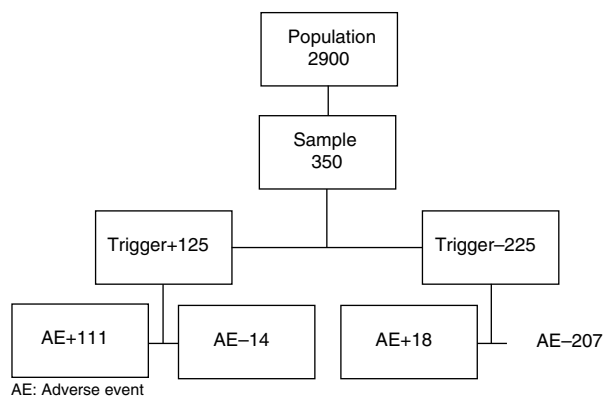 Population
2900
Sample
350
Trigger+125
Trigger–225
AE+111
AE–14
AE+18
AE–207
AE: Adverse event